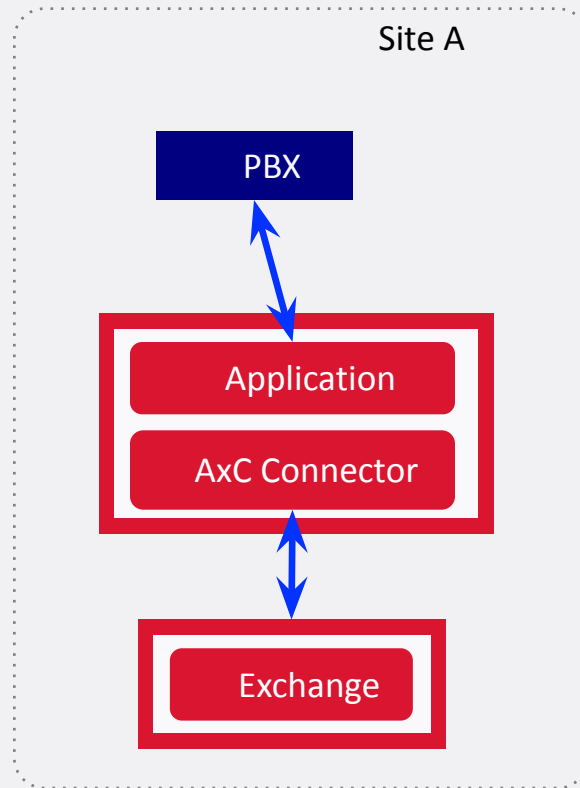 Site A
PBX
Application
AxC Connector
Exchange